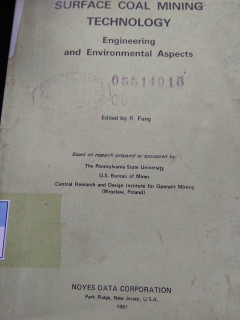 SURFACE COAL MINING
TECHNOLOGY
Engineering
and Environmental Aspects
Edited by R. Fung
Based on research prepared or sponsored by
The Pennsylvania State University
U.S. Bureau of Mines
Central Research and Design Institute for Opencast Mining
(Wroclaw, Poland)
NOYES DATA CORPORATION
Park Ridge, New Jersey, U.S.A.
1981